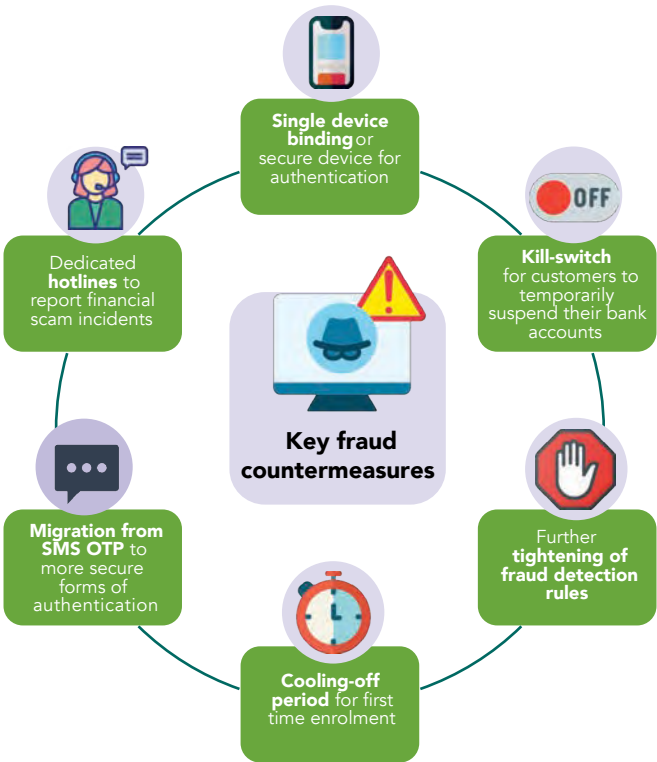 Single device
binding or
secure device for
authentication
OFF
Kill-switch
for customers to
temporarily
suspend their bank
accounts
Further
tightening of
fraud detection
rules
Cooling-off
period for first
time enrolment
Migration from
SMS OTP to
more secure
forms of
authentication
Dedicated
hotlines to
report financial
scam incidents
Key fraud
countermeasures